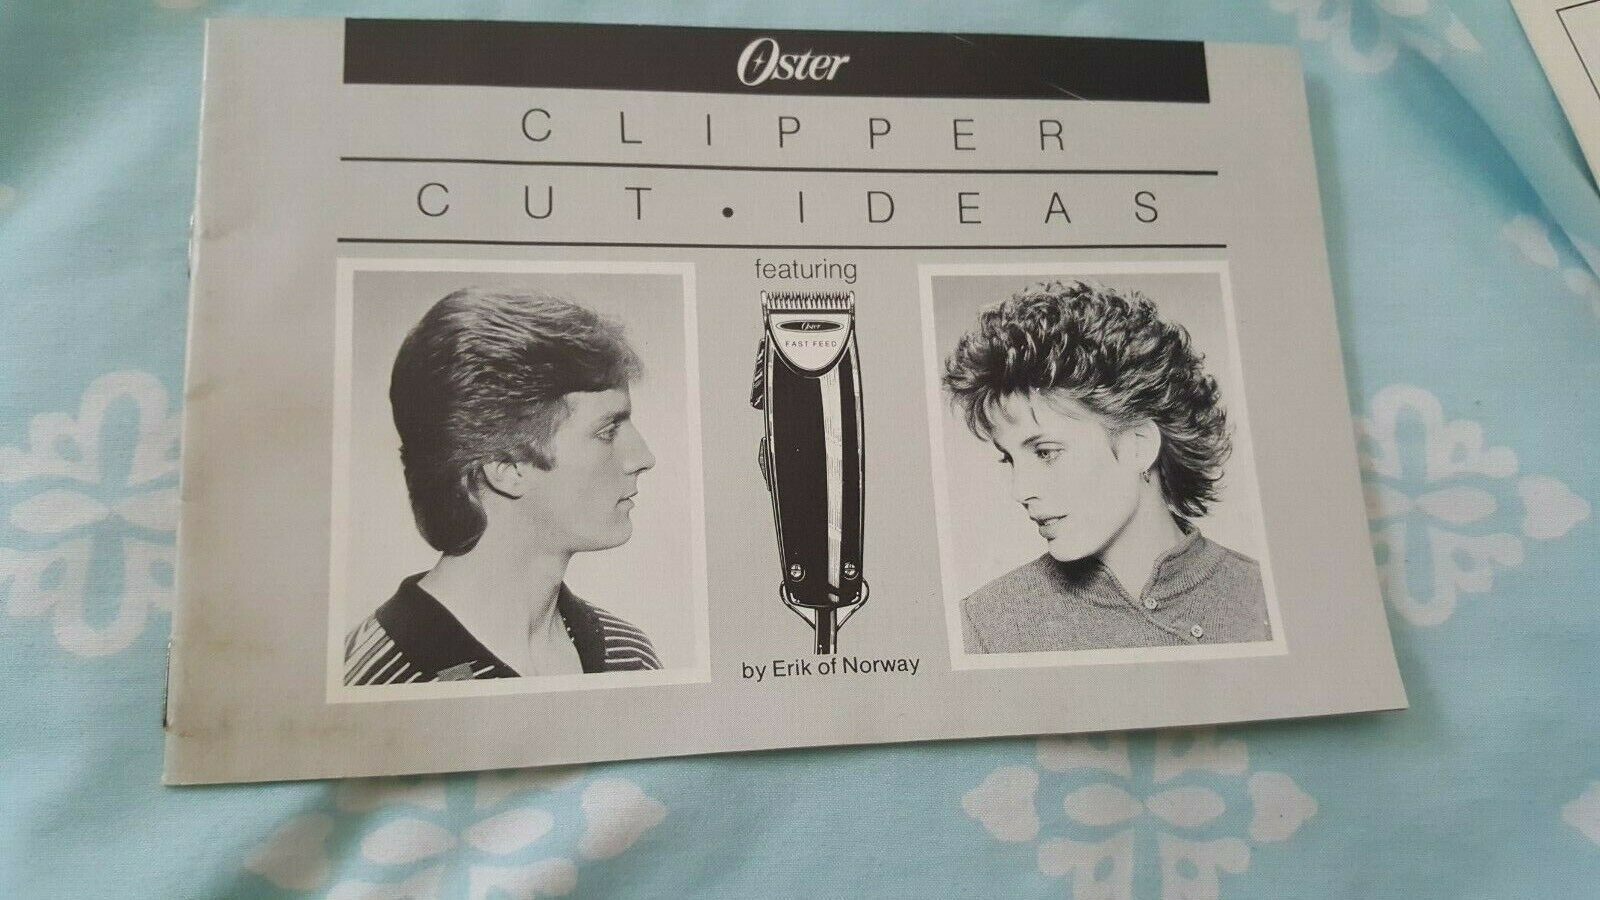 Oster
CLIPPER
CUT • IDEAS
featuring
Oster
FAST FEED
by Erik of Norway